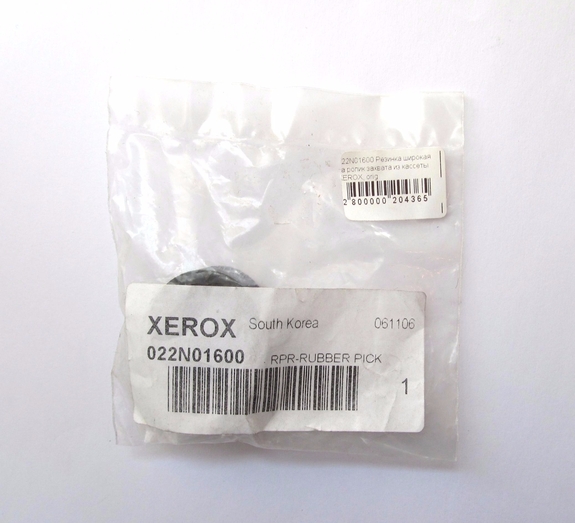 22N01600 Резинка широкая
а ролик захвата из кассеты
EROX, orig
2 800000 204365
XEROX South Korea 061106
022N01600 . RPR-RUBBER PICK
1